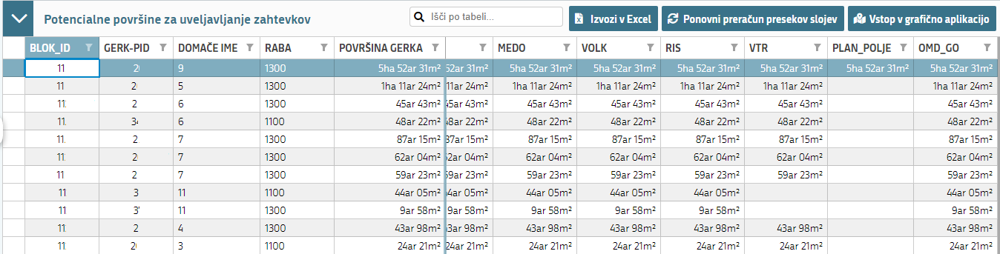 Potencialne površine za uveljavljanje zahtevkov Išči po tabeli... Izvozi v Excel Ponovni preračun presekov slojev Vstop v grafično aplikacijo
BLOK_ID GERK-PID DOMAČE IME RABA POVRŠINA GERKA MEDO VOLK RIS VTR PLAN_POLJE OMD_GO
11 9 1300 5ha 52ar 31m² 52ar 31m² 5ha 52ar 31m² 5ha 52ar 31m² 5ha 52ar 31m² 5ha 52ar 31m² 5ha 52ar 31m² 5ha 52ar 31m²
11 5 1300 1ha 11ar 24m² 11ar 24m² 1ha 11ar 24m² 1ha 11ar 24m² 1ha 11ar 24m² 1ha 11ar 24m² 1ha 11ar 24m²
11 2 6 1300 45ar 43m² 45ar 43m² 45ar 43m² 45ar 43m² 45ar 43m² 45ar 43m² 45ar 43m²
11 6 1100 48ar 22m² 48ar 22m² 48ar 22m² 48ar 22m² 48ar 22m² 48ar 22m² 48ar 22m²
11 2 7 1300 87ar 15m² 87ar 15m² 87ar 15m² 87ar 15m² 87ar 15m² 87ar 15m² 87ar 15m²
11 7 1300 62ar 04m² 62ar 04m² 62ar 04m² 62ar 04m² 62ar 04m² 62ar 04m² 62ar 04m²
11 2 7 1300 59ar 23m² 59ar 23m² 59ar 23m² 59ar 23m² 59ar 23m² 59ar 23m² 59ar 23m²
11 3 11 1100 44ar 05m² 44ar 05m² 44ar 05m² 44ar 05m² 44ar 05m² 44ar 05m²
11 3 11 1300 9ar 58m² 9ar 58m² 9ar 58m² 9ar 58m² 9ar 58m² 9ar 58m²
11 2 4 1300 43ar 98m² 43ar 98m² 43ar 98m² 43ar 98m² 43ar 98m² 43ar 98m² 43ar 98m²
11 3 1100 24ar 21m² 24ar 21m² 24ar 21m² 24ar 21m² 24ar 21m² 24ar 21m² 24ar 21m²